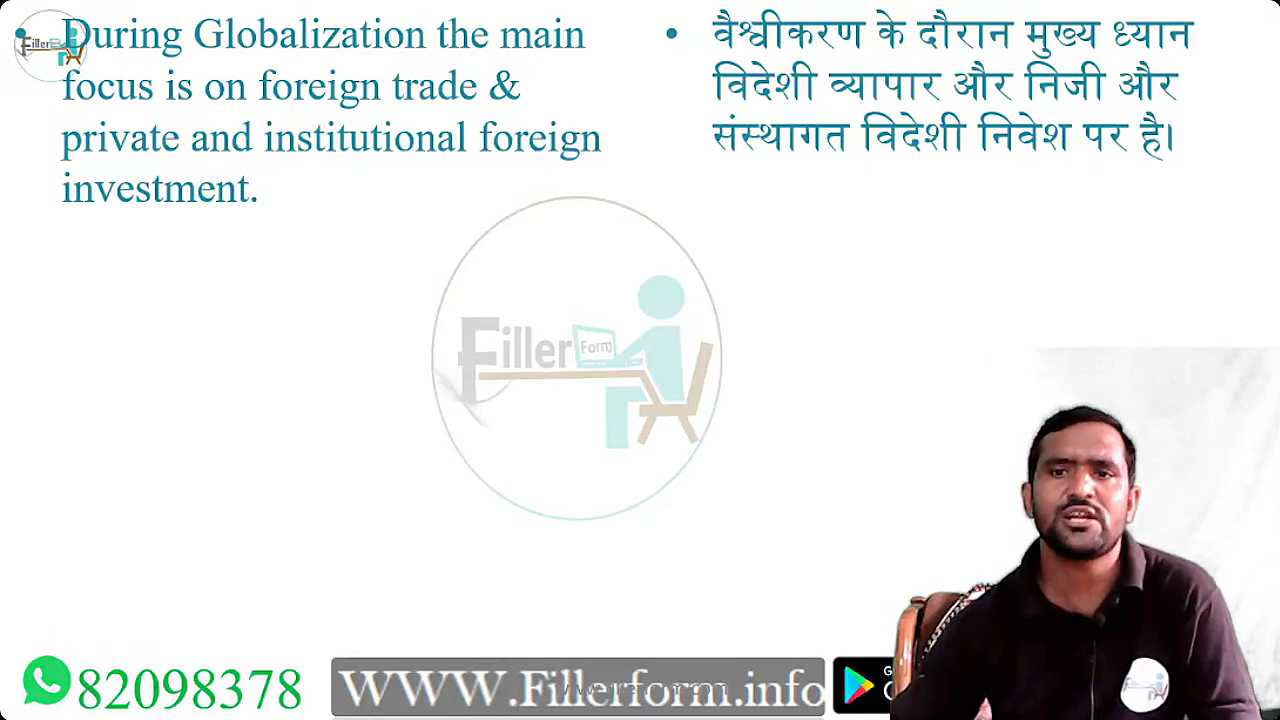 During Globalization the main
focus is on foreign trade &
private and institutional foreign
investment.
वैश्वीकरण के दौरान मुख्य ध्यान
विदेशी व्यापार और निजी और
संस्थागत विदेशी निवेश पर है।
Filler
Form
82098378
WWW.Fillerform.info